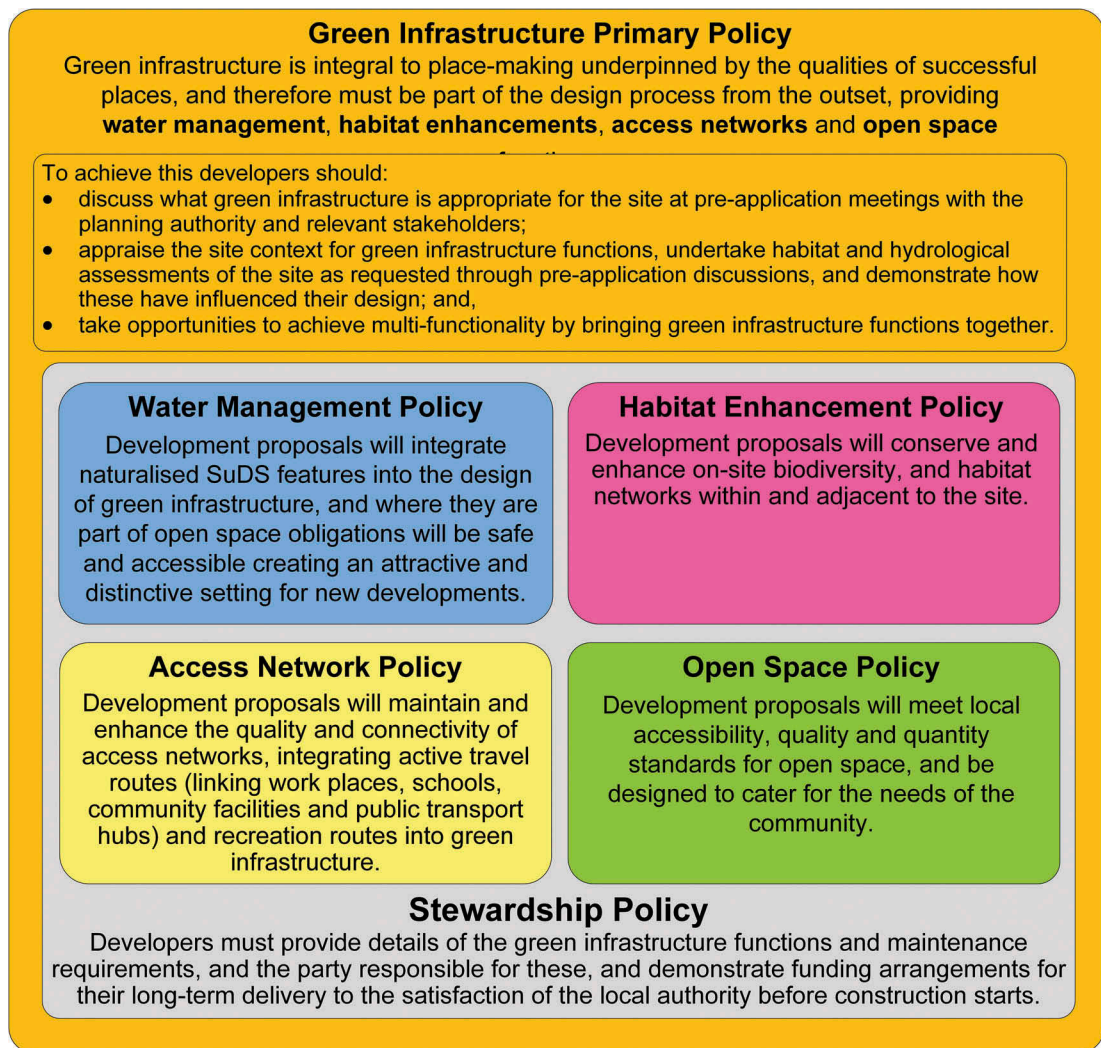 Green Infrastructure Primary Policy
Green infrastructure is integral to place-making underpinned by the qualities of successful
places, and therefore must be part of the design process from the outset, providing
water management, habitat enhancements, access networks and open space
To achieve this developers should:
• discuss what green infrastructure is appropriate for the site at pre-application meetings with the
planning authority and relevant stakeholders;
• appraise the site context for green infrastructure functions, undertake habitat and hydrological
assessments of the site as requested through pre-application discussions, and demonstrate how
these have influenced their design; and,
• take opportunities to achieve multi-functionality by bringing green infrastructure functions together.
Water Management Policy
Development proposals will integrate
naturalised SuDS features into the design
of green infrastructure, and where they are
part of open space obligations will be safe
and accessible creating an attractive and
distinctive setting for new developments.
Habitat Enhancement Policy
Development proposals will conserve and
enhance on-site biodiversity, and habitat
networks within and adjacent to the site.
Access Network Policy
Development proposals will maintain and
enhance the quality and connectivity of
access networks, integrating active travel
routes (linking work places, schools,
community facilities and public transport
hubs) and recreation routes into green
infrastructure.
Open Space Policy
Development proposals will meet local
accessibility, quality and quantity
standards for open space, and be
designed to cater for the needs of the
community.
Stewardship Policy
Developers must provide details of the green infrastructure functions and maintenance
requirements, and the party responsible for these, and demonstrate funding arrangements for
their long-term delivery to the satisfaction of the local authority before construction starts.